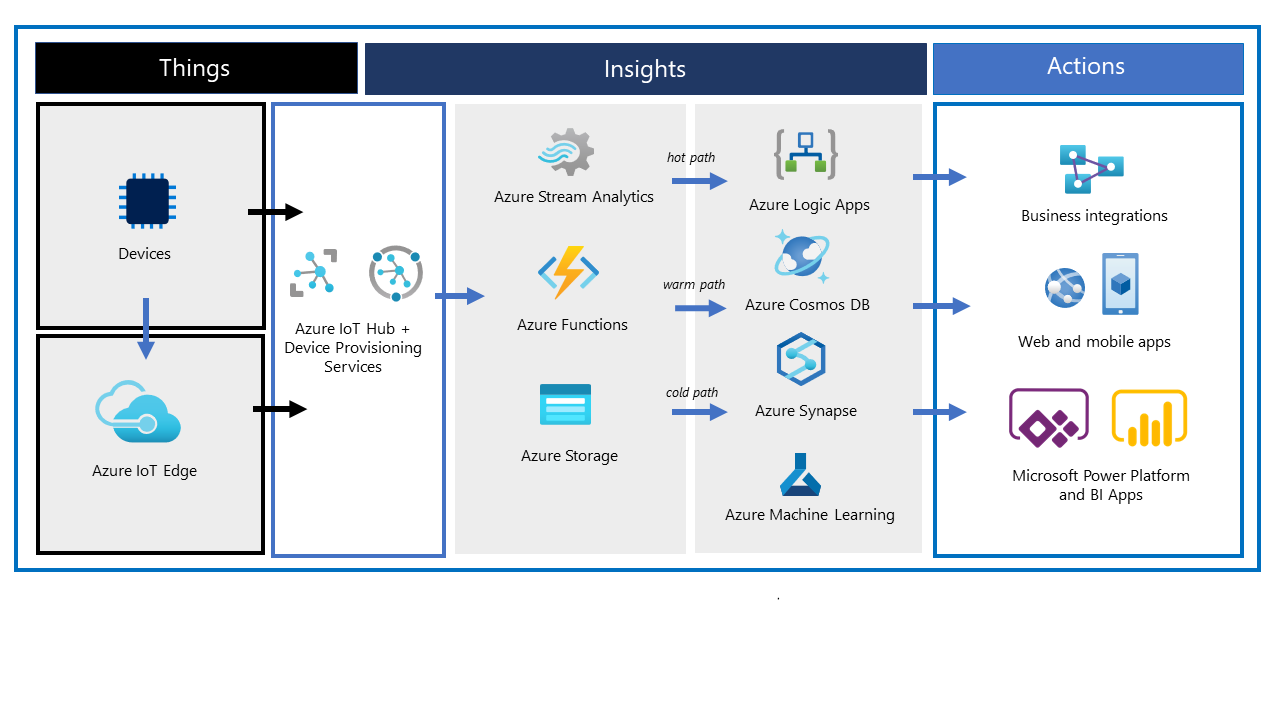 Things
Insights
Actions
Devices
Azure IoT Edge
Azure IoT Hub +
Device Provisioning
Services
Azure Stream Analytics
Azure Functions
Azure Storage
hot path
warm path
cold path
Azure Logic Apps
Azure Cosmos DB
Azure Synapse
Azure Machine Learning
Business integrations
Web and mobile apps
Microsoft Power Platform
and BI Apps
.